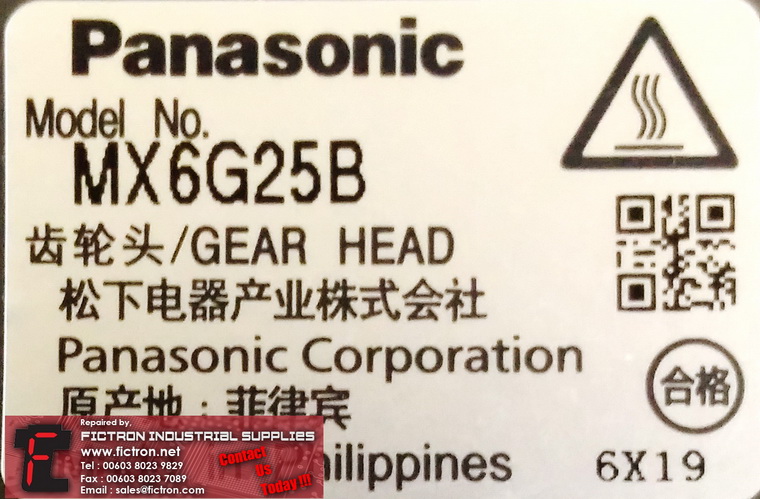 Panasonic
Model No.
MX6G25B
齿轮头/GEAR HEAD
松下电器产业株式会社
Panasonic Corporation
合格
原产地：菲律宾
6X19
Repaired by,
FICTRON INDUSTRIAL SUPPLIES
www.fictron.net
Tel : 00603 8023 9829
Fax : 00603 8023 7089
Email : sales@fictron.com
Contact
Us
Today !!!